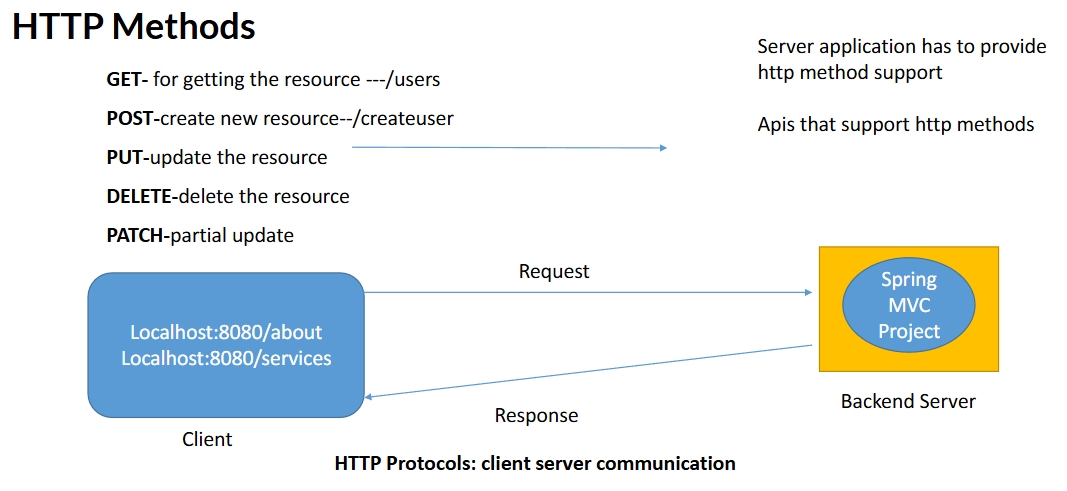 HTTP Methods
GET- for getting the resource ---/users
POST-create new resource--/createuser
PUT-update the resource
DELETE-delete the resource
PATCH-partial update
Server application has to provide
http method support
Apis that support http methods
Request
Localhost:8080/about
Localhost:8080/services
Spring
MVC
Project
Response
Client
Backend Server
HTTP Protocols: client server communication